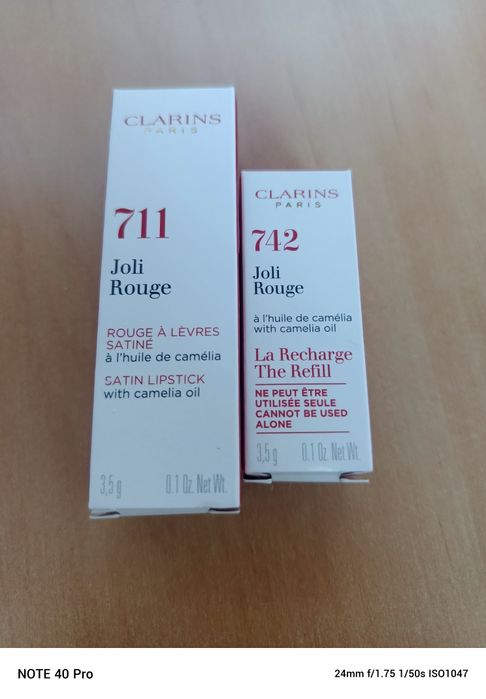 CLARINS
PARIS
711
Joli
Rouge
ROUGE À LÈVRES
SATINÉ
à l'huile de camélia
SATIN LIPSTICK
with camelia oil
3,5 g 0.1 Oz. Net Wt.
CLARINS
PARIS
742
Joli
Rouge
à l'huile de camélia
with camelia oil
La Recharge
The Refill
NE PEUT ÊTRE
UTILISÉE SEULE
CANNOT BE USED
ALONE
3,5 g 0.1 Oz. Net Wt.
NOTE 40 Pro
24mm f/1.75 1/50s ISO1047